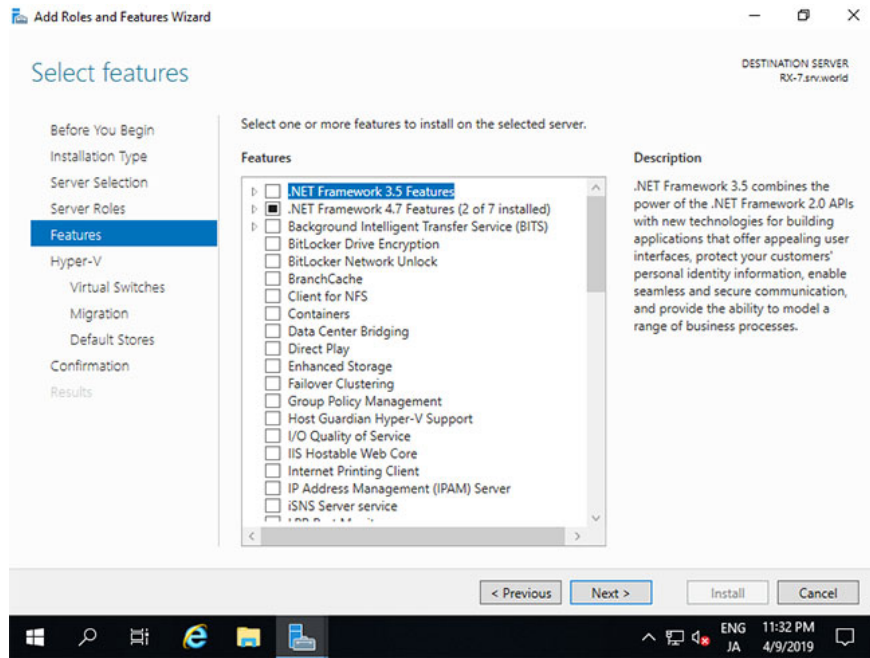 Add Roles and Features Wizard
Select features
DESTINATION SERVER
RX-7.srv.world
Before You Begin
Installation Type
Server Selection
Server Roles
Features
Hyper-V
Virtual Switches
Migration
Default Stores
Confirmation
Results
Select one or more features to install on the selected server.
Features
.NET Framework 3.5 Features
.NET Framework 4.7 Features (2 of 7 installed)
Background Intelligent Transfer Service (BITS)
BitLocker Drive Encryption
BitLocker Network Unlock
BranchCache
Client for NFS
Containers
Data Center Bridging
Direct Play
Enhanced Storage
Failover Clustering
Group Policy Management
Host Guardian Hyper-V Support
I/O Quality of Service
IIS Hostable Web Core
Internet Printing Client
IP Address Management (IPAM) Server
iSNS Server service
Description
.NET Framework 3.5 combines the
power of the .NET Framework 2.0 APIs
with new technologies for building
applications that offer appealing user
interfaces, protect your customers'
personal identity information, enable
seamless and secure communication,
and provide the ability to model a
range of business processes.
< Previous
Next >
Install
Cancel
ENG
JA
11:32 PM
4/9/2019